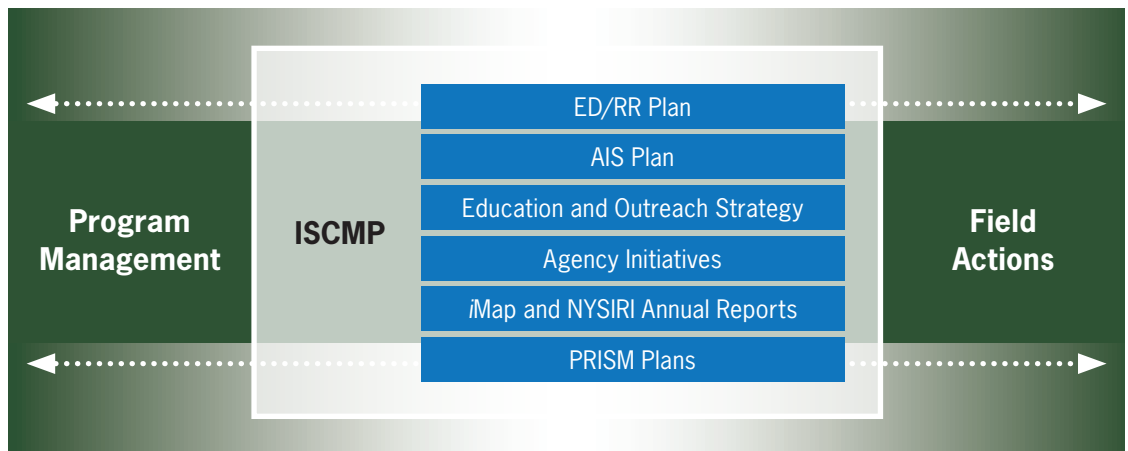 Program
Management
ISCMP
ED/RR Plan
AIS Plan
Education and Outreach Strategy
Agency Initiatives
iMap and NYSIRI Annual Reports
PRISM Plans
Field
Actions